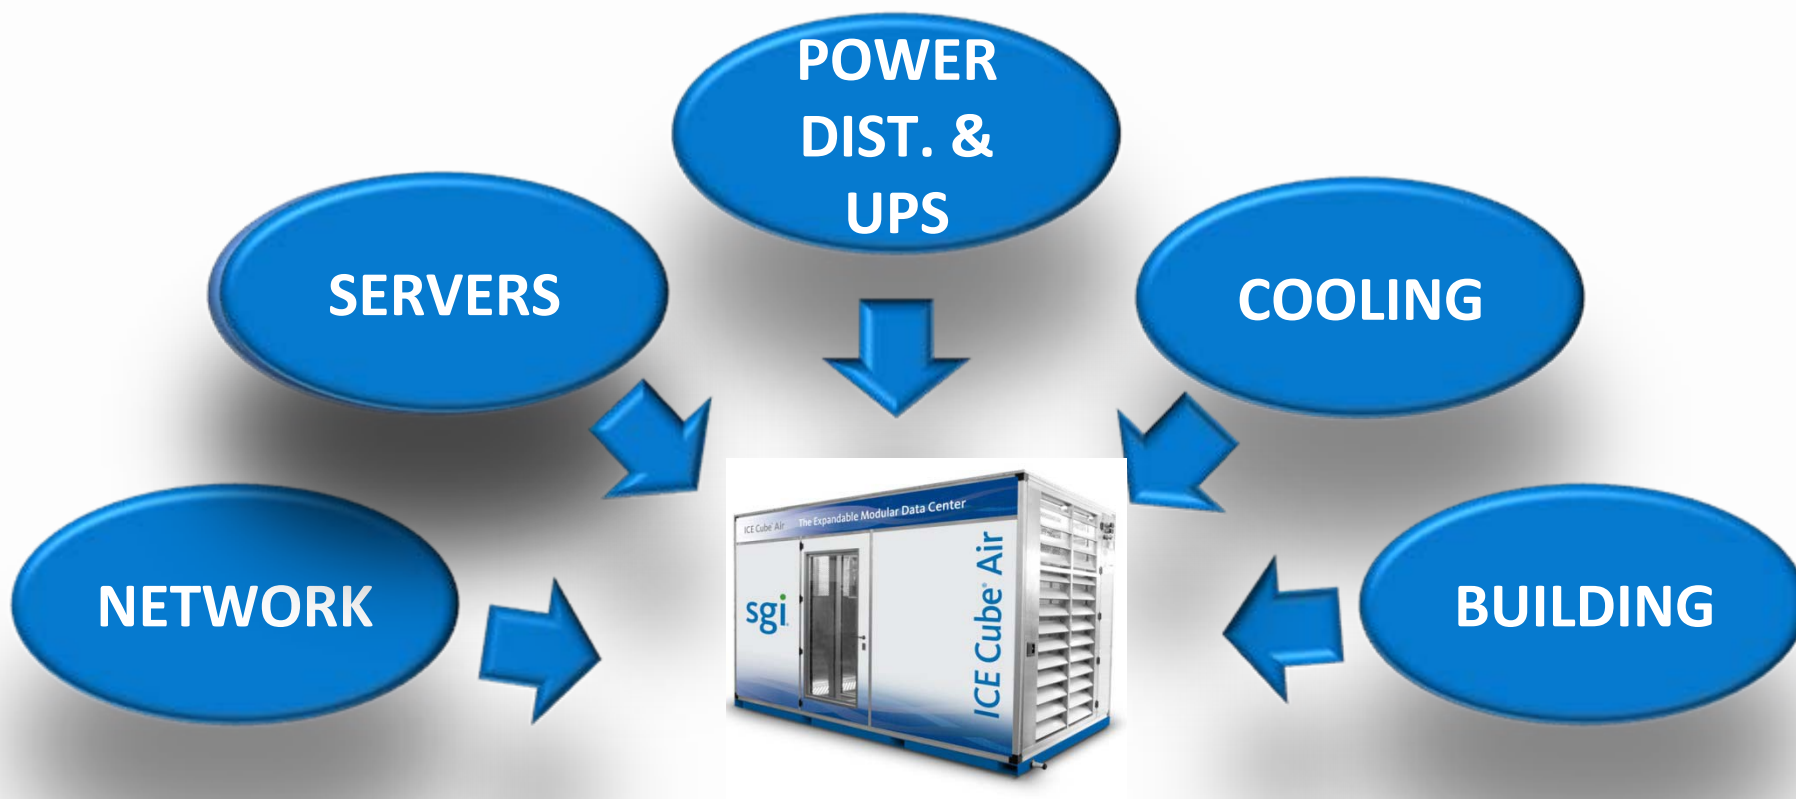 POWER
DIST. &
UPS
SERVERS
COOLING
NETWORK
BUILDING
ICE Cube® Air The Expandable Modular Data Center
sgi
ICE Cube® Air